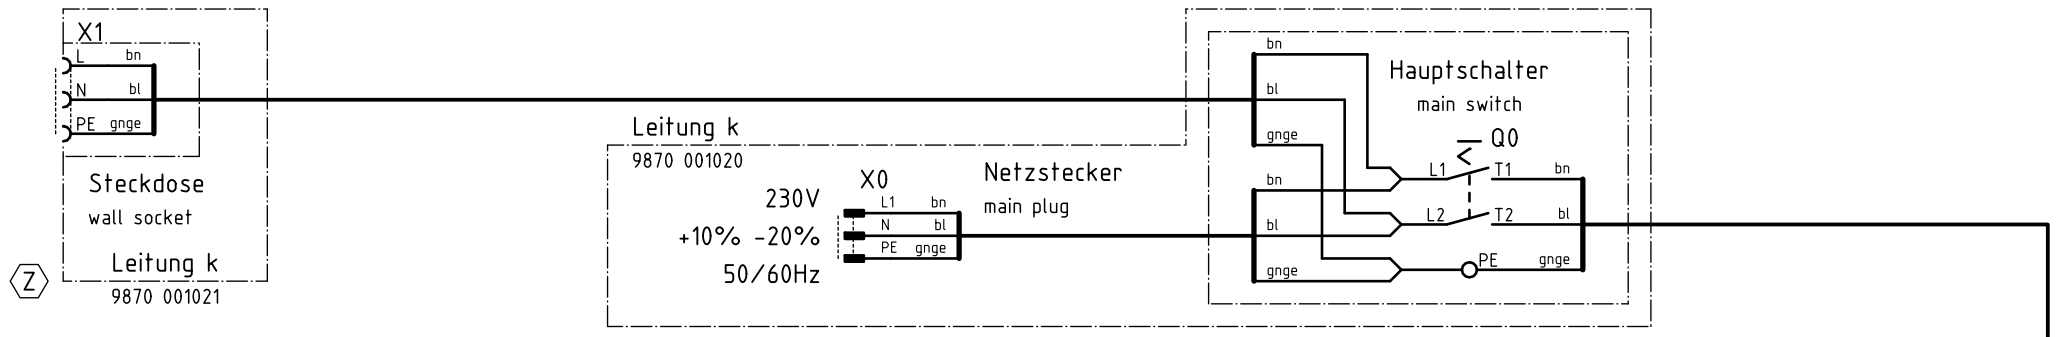 X1
L bn
N bl
PE gnge
Steckdose
wall socket
Leitung k
9870 001021
Z
Leitung k
9870 001020
230V
+10% -20%
50/60Hz
X0
L1 bn
N bl
PE gnge
Netzstecker
main plug
bn
bl
gnge
bn
bl
gnge
Hauptschalter
main switch
Q0
L1 T1 bn
L2 T2 bl
PE gnge